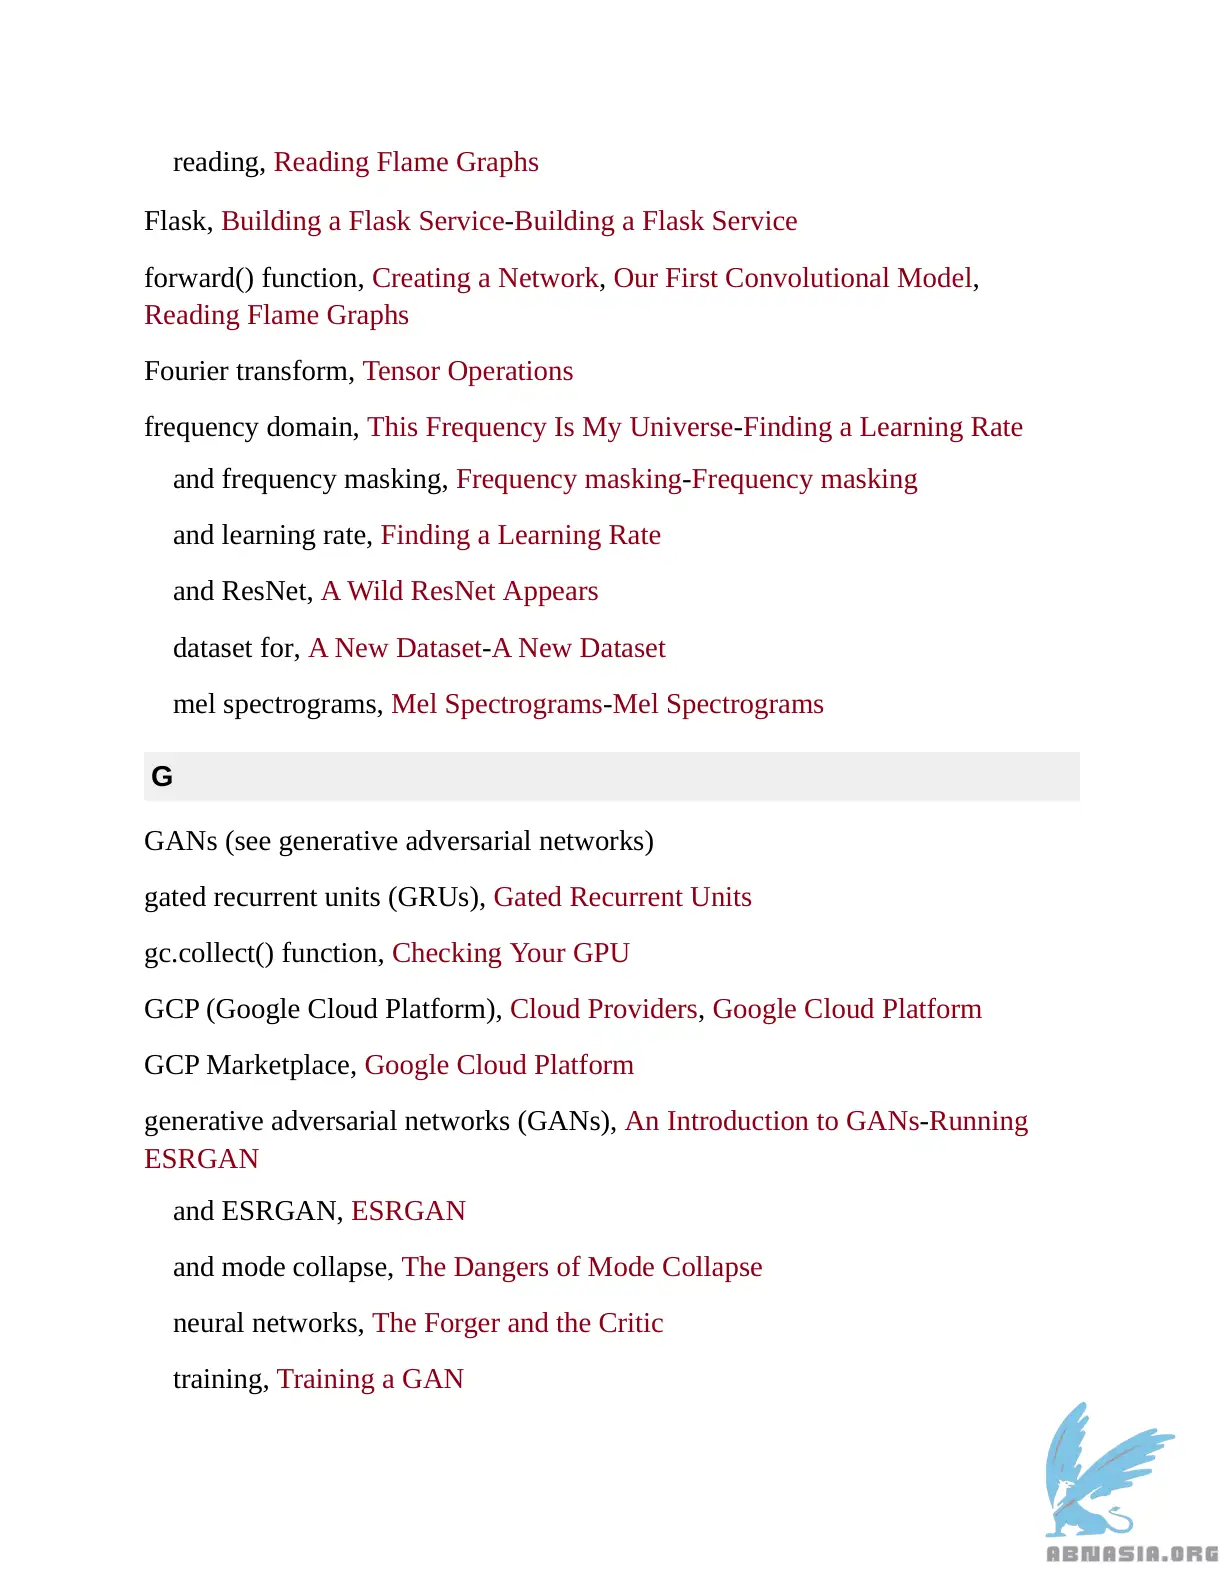 reading, Reading Flame Graphs
Flask, Building a Flask Service-Building a Flask Service
forward() function, Creating a Network, Our First Convolutional Model,
Reading Flame Graphs
Fourier transform, Tensor Operations
frequency domain, This Frequency Is My Universe-Finding a Learning Rate
and frequency masking, Frequency masking-Frequency masking
and learning rate, Finding a Learning Rate
and ResNet, A Wild ResNet Appears
dataset for, A New Dataset-A New Dataset
mel spectrograms, Mel Spectrograms-Mel Spectrograms
G
GANs (see generative adversarial networks)
gated recurrent units (GRUs), Gated Recurrent Units
gc.collect() function, Checking Your GPU
GCP (Google Cloud Platform), Cloud Providers, Google Cloud Platform
GCP Marketplace, Google Cloud Platform
generative adversarial networks (GANs), An Introduction to GANs-Running
ESRGAN
and ESRGAN, ESRGAN
and mode collapse, The Dangers of Mode Collapse
neural networks, The Forger and the Critic
training, Training a GAN
ABNASIA.ORG